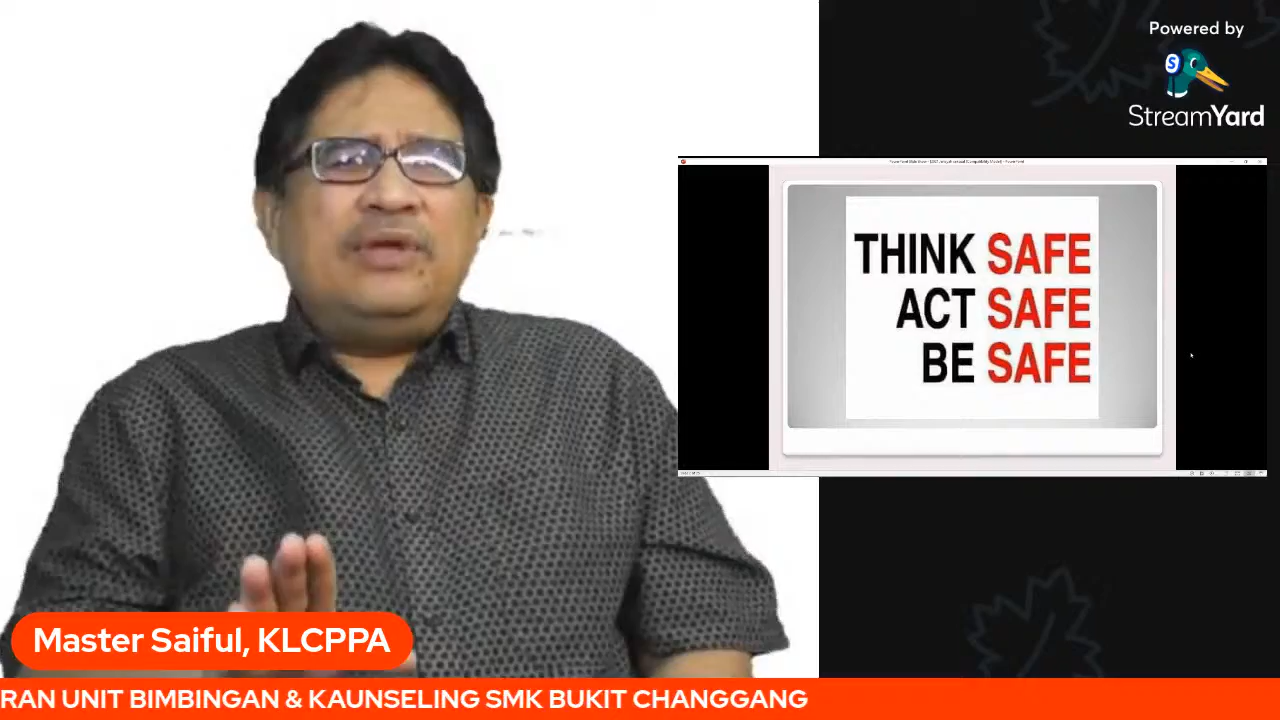 Powered by
StreamYard
THINK SAFE
ACT SAFE
BE SAFE
Master Saiful, KLCPPA
RAN UNIT BIMBINGAN & KAUNSELING SMK BUKIT CHANGGANG